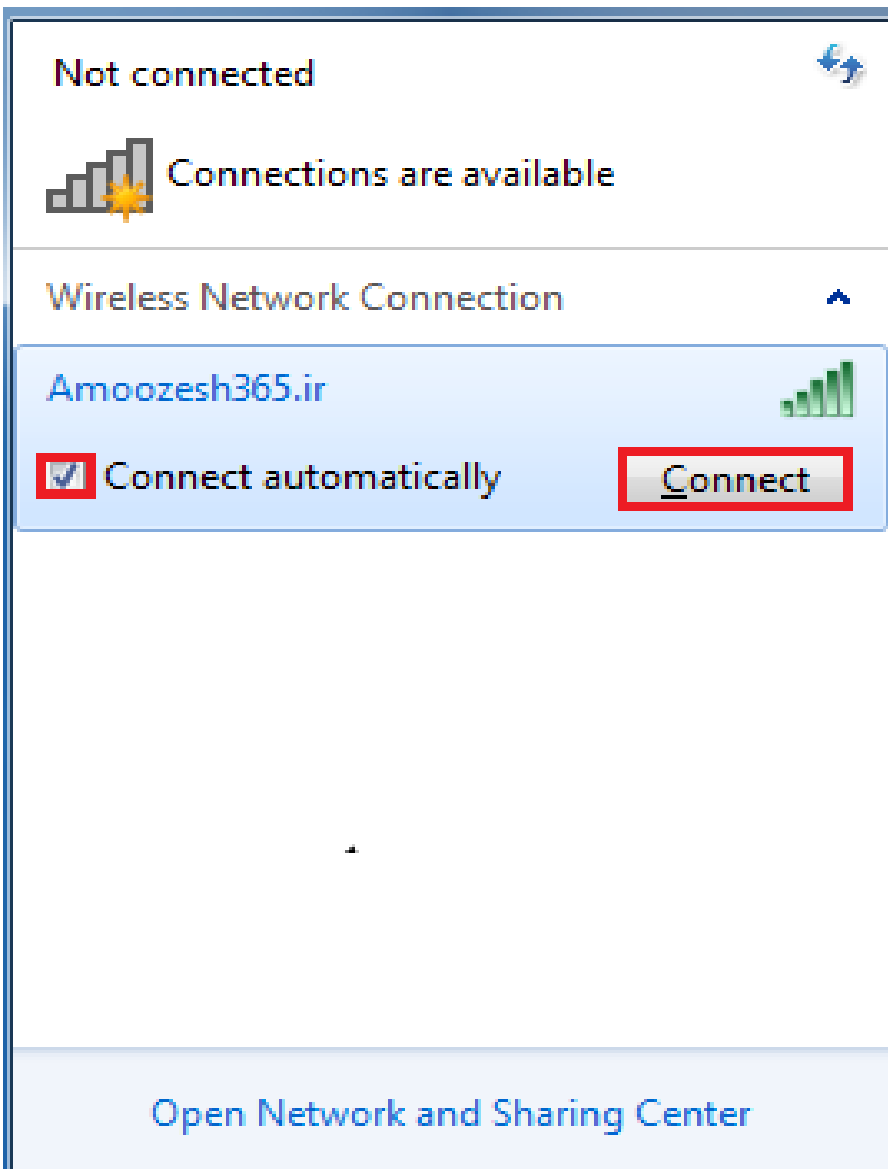 Not connected
Connections are available
Wireless Network Connection
Amoozesh365.ir
Connect automatically Connect
Open Network and Sharing Center